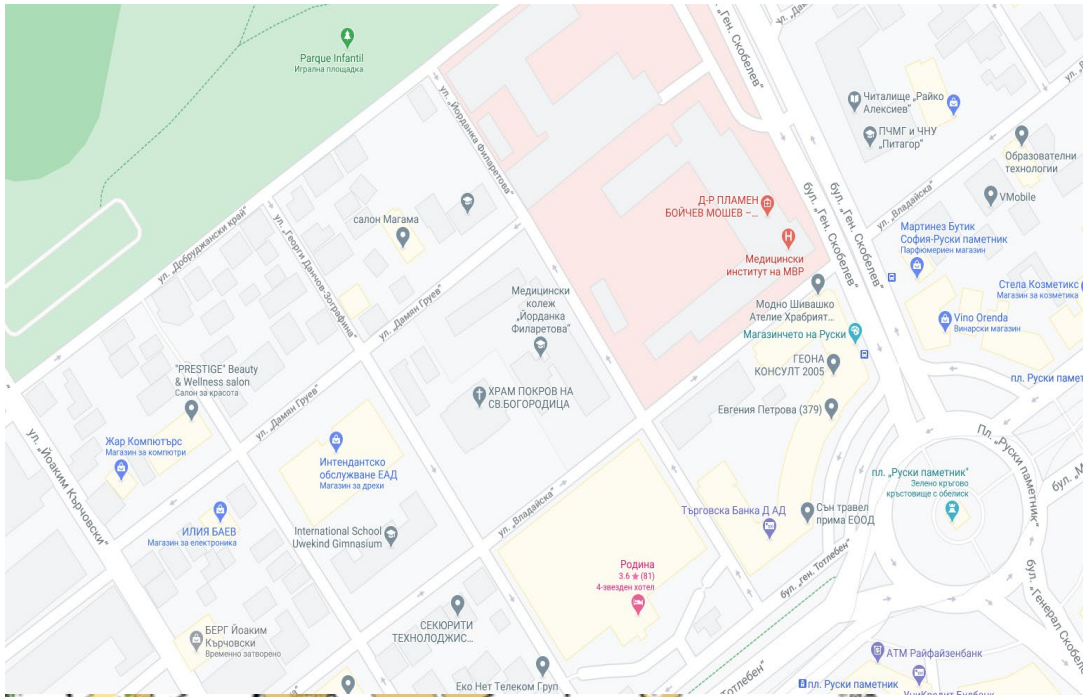 Parque Infantil
Игрална площадка
бул. „Ген. Скобелев"
Читалище „Райко
Алексиев"
ПЧМГ и ЧНУ
„Питагор"
Образователни
технологии
VMobile
ул. „Йорданка Филаретова"
Д-Р ПЛАМЕН
БОЙЧЕВ МОШЕВ –...
Медицински
институт на МВР
бул. „Ген. Скобелев"
бул. „Ген. Скобелев"
ул. „Владайска"
Мартинез Бутик
София-Руски паметник
Парфюмериен магазин
Стела Козметикс
Магазин за козметика
Vino Orenda
Винарски магазин
пл. Руски
салон Магама
ул. „Добруджански край"
ул. „Георги Данчов-Зографина"
ул. „Дамян Груев"
Медицински
колеж
„Йорданка
Филаретова"
Модно Шивашко
Ателие Храбрият...
Магазинчето на Руски
ГЕОНА
КОНСУЛТ 2005
Евгения Петрова (379)
"PRESTIGE" Beauty
& Wellness salon
Салон за красота
ХРАМ ПОКРОВ НА
СВ.БОГОРОДИЦА
ул. „Дамян Груев"
ул. „Йоаким Кърчовски"
Жар Компютърс
Магазин за компютри
Интендантско
обслужване ЕАД
Магазин за дрехи
ИЛИЯ БАЕВ
Магазин за електроника
International School
Uwekind Gimnasium
ул. „Владайска"
Търговска Банка Д АД
Сън травел
прима ЕООД
пл. „Руски паметник"
Зелено кръгово
кръстовище с обелиск
Пл. „Руски паметник"
Родина
3.6 ★ (81)
4-звезден хотел
бул. „ген. Тотлебен"
бул. „Генерал
СЕКЮРИТИ
ТЕХНОЛОДЖИС...
БЕРГ Йоаким
Кърчовски
Временно затворено
Еко Нет Телеком Груп
Тотлебен"
АТМ Райфайзенбанк
пл. Руски паметник